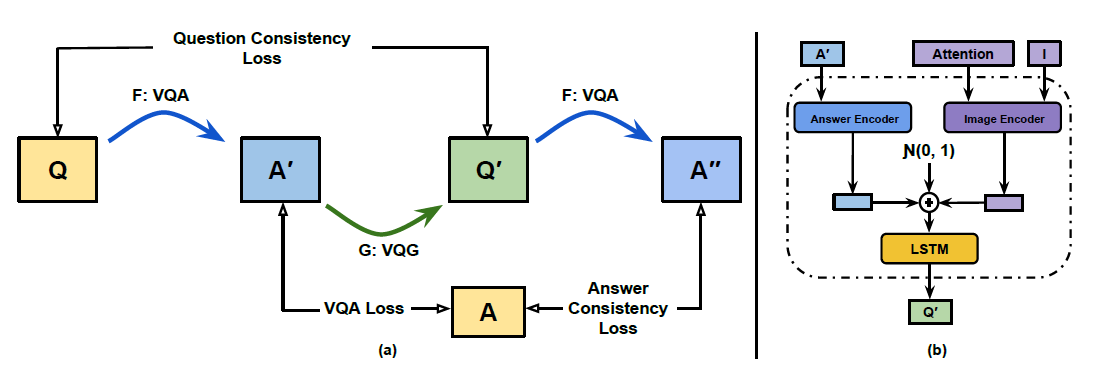 Question Consistency
Loss
F: VQA
F: VQA
Q
A′
Q′
A′′
G: VQG
VQA Loss
A
Answer
Consistency
Loss
(a)
A′
Attention
I
Answer Encoder
Image Encoder
N(0, 1)
+
LSTM
Q′
(b)